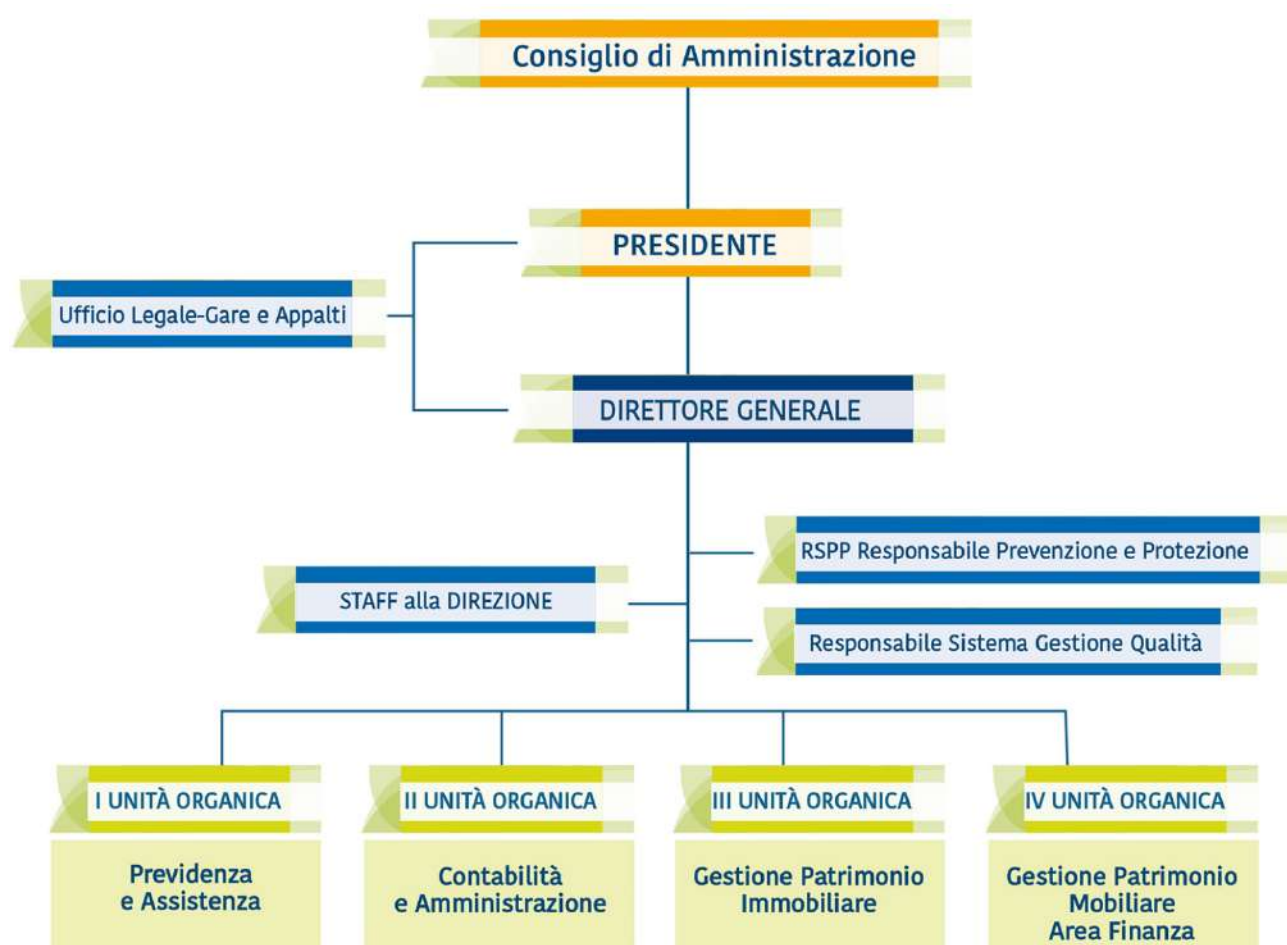 Consiglio di Amministrazione
PRESIDENTE
Ufficio Legale-Gare e Appalti
DIRETTORE GENERALE
RSPP Responsabile Prevenzione e Protezione
STAFF alla DIREZIONE
Responsabile Sistema Gestione Qualità
I UNITÀ ORGANICA
Previdenza
e Assistenza
II UNITÀ ORGANICA
Contabilità
e Amministrazione
III UNITÀ ORGANICA
Gestione Patrimonio
Immobiliare
IV UNITÀ ORGANICA
Gestione Patrimonio
Mobiliare
Area Finanza